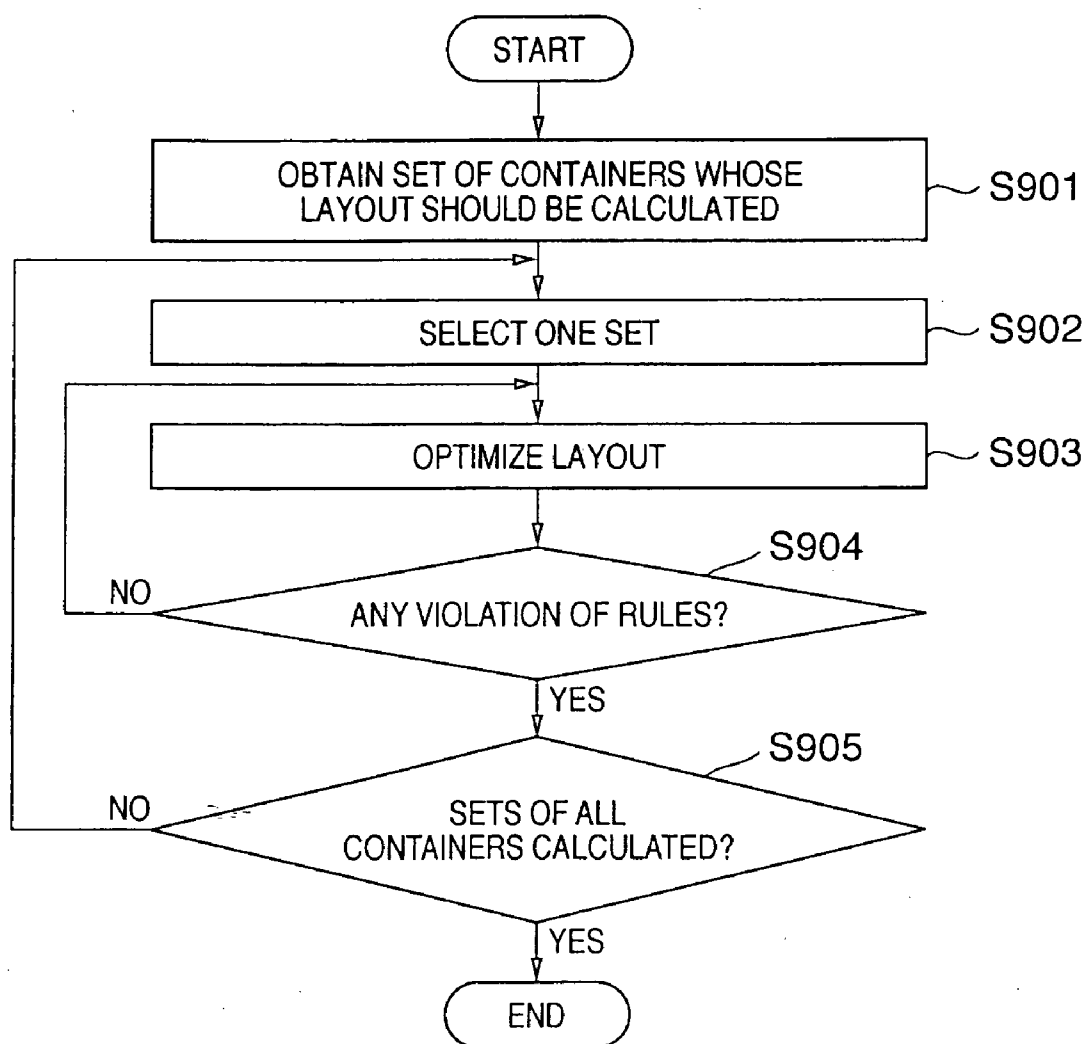 START
OBTAIN SET OF CONTAINERS WHOSE
LAYOUT SHOULD BE CALCULATED
S901
SELECT ONE SET
S902
OPTIMIZE LAYOUT
S903
S904
NO
ANY VIOLATION OF RULES?
YES
S905
NO
SETS OF ALL
CONTAINERS CALCULATED?
YES
END